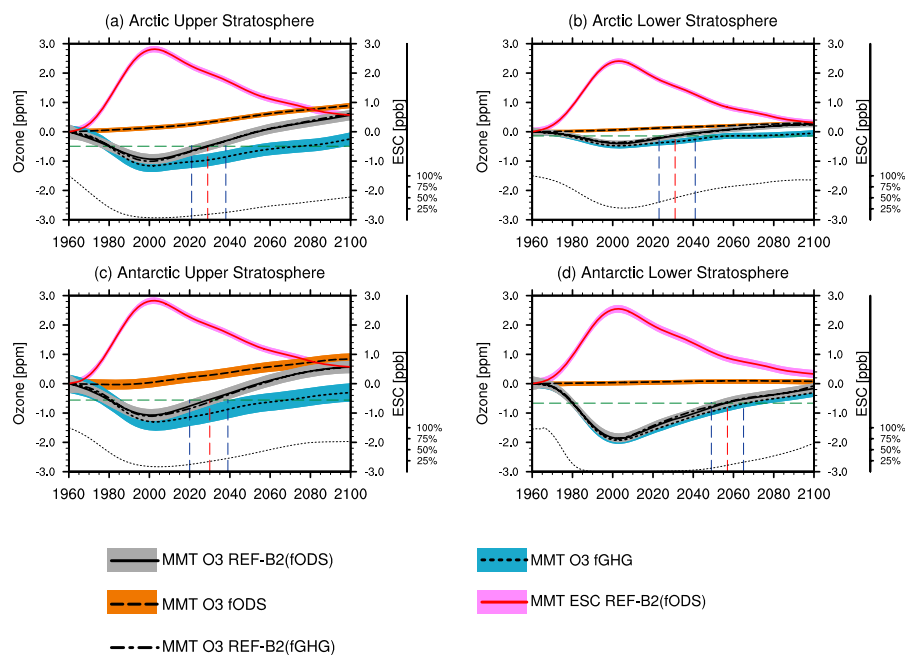 (a) Arctic Upper Stratosphere
(b) Arctic Lower Stratosphere
3.0 3.0 3.0 3.0
2.0 2.0 2.0 2.0
1.0 1.0 1.0 1.0
0.0 0.0 0.0 0.0
-1.0 -1.0 -1.0 -1.0
-2.0 -2.0 -2.0 -2.0
-3.0 -3.0 -3.0 -3.0
Ozone [ppm]
ESC [ppb]
Ozone [ppm]
ESC [ppb]
100%
75%
50%
25%
100%
75%
50%
25%
1960 1980 2000 2020 2040 2060 2080 2100
1960 1980 2000 2020 2040 2060 2080 2100
(c) Antarctic Upper Stratosphere
(d) Antarctic Lower Stratosphere
3.0 3.0 3.0 3.0
2.0 2.0 2.0 2.0
1.0 1.0 1.0 1.0
0.0 0.0 0.0 0.0
-1.0 -1.0 -1.0 -1.0
-2.0 -2.0 -2.0 -2.0
-3.0 -3.0 -3.0 -3.0
Ozone [ppm]
ESC [ppb]
Ozone [ppm]
ESC [ppb]
100%
75%
50%
25%
100%
75%
50%
25%
1960 1980 2000 2020 2040 2060 2080 2100
1960 1980 2000 2020 2040 2060 2080 2100
MMT O3 REF-B2(fODS)
MMT O3 fODS
MMT O3 REF-B2(fGHG)
MMT O3 fGHG
MMT ESC REF-B2(fODS)